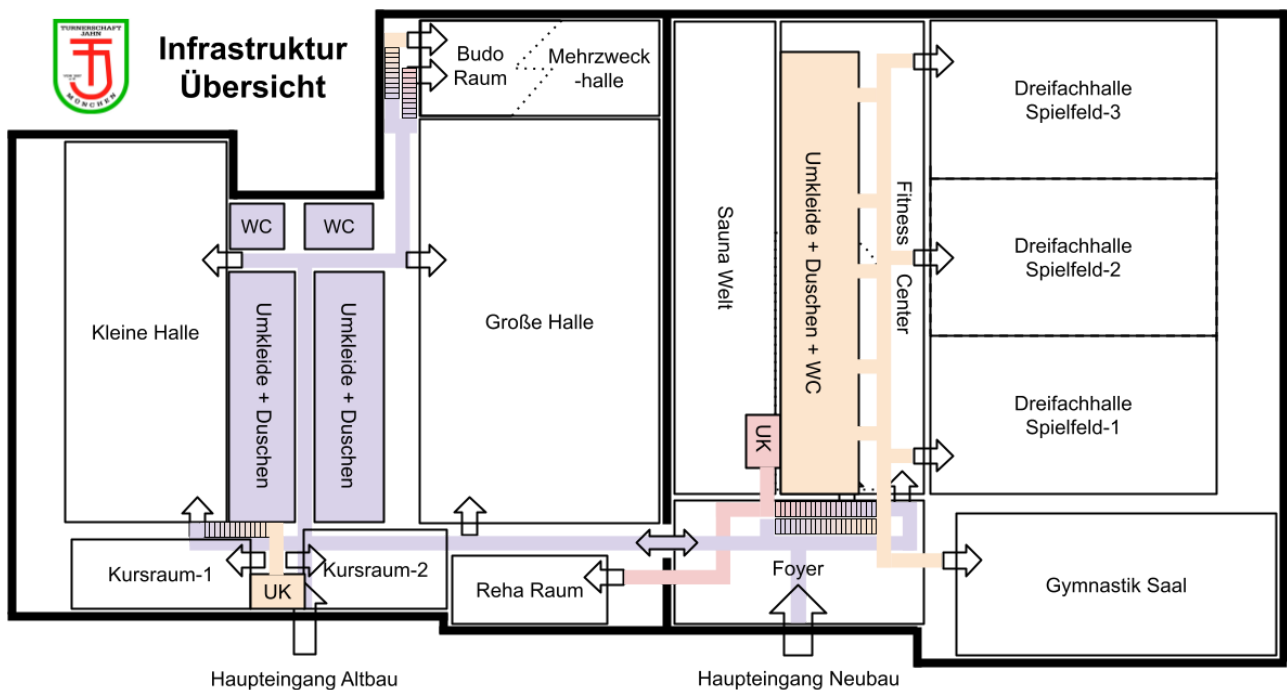 TURNERSCHAFT
JAHN
MÜNCHEN
Infrastruktur
Übersicht
Budo
Raum
Mehrzweck
-halle
Dreifachhalle
Spielfeld-3
WC
WC
Umkleide + Duschen + WC
Fitness
Center
Sauna Welt
Dreifachhalle
Spielfeld-2
Kleine Halle
Umkleide + Duschen
Umkleide + Duschen
Große Halle
Dreifachhalle
Spielfeld-1
UK
Kursraum-1
UK
Kursraum-2
Reha Raum
Foyer
Gymnastik Saal
Haupteingang Altbau
Haupteingang Neubau